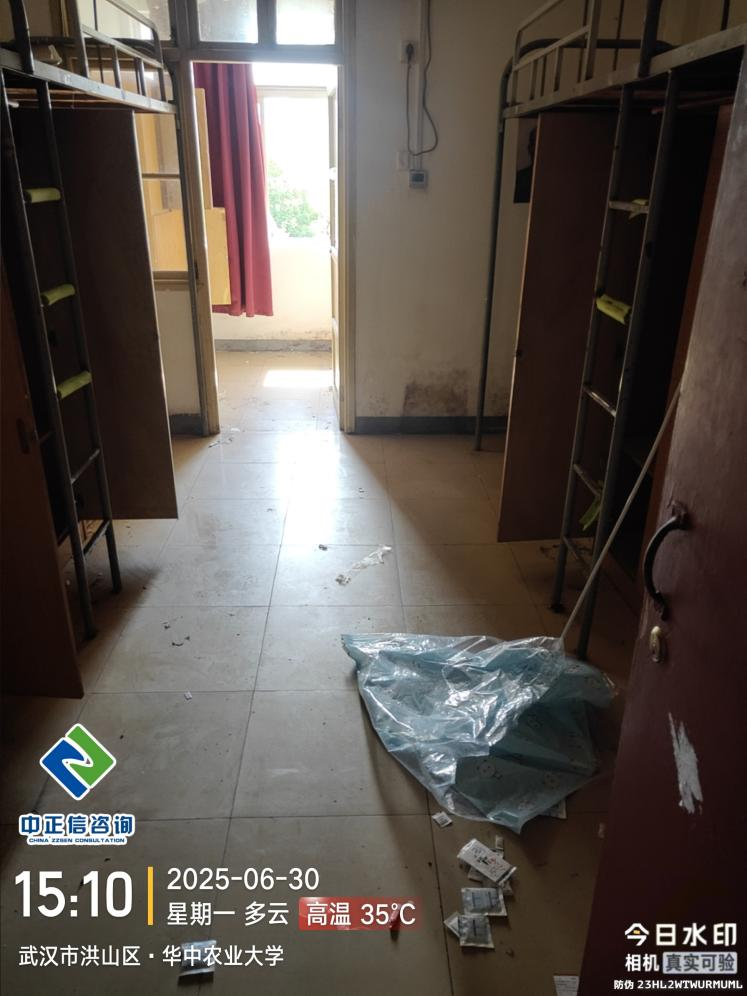 中正信咨询
CHINA ZZSEN CONSULTATION
15:10
2025-06-30
星期一 多云 高温 35℃
武汉市洪山区·华中农业大学
今日水印
相机 真实可验
防伪 23HL2WTWURMUML